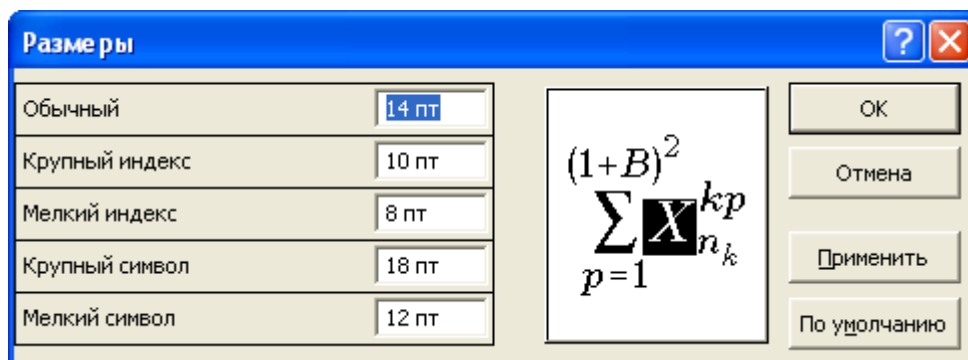 Размеры
Обычный 14 пт
Крупный индекс 10 пт
Мелкий индекс 8 пт
Крупный символ 18 пт
Мелкий символ 12 пт
(1+B)²
∑ X kp
n k
p=1
OK
Отмена
Применить
По умолчанию